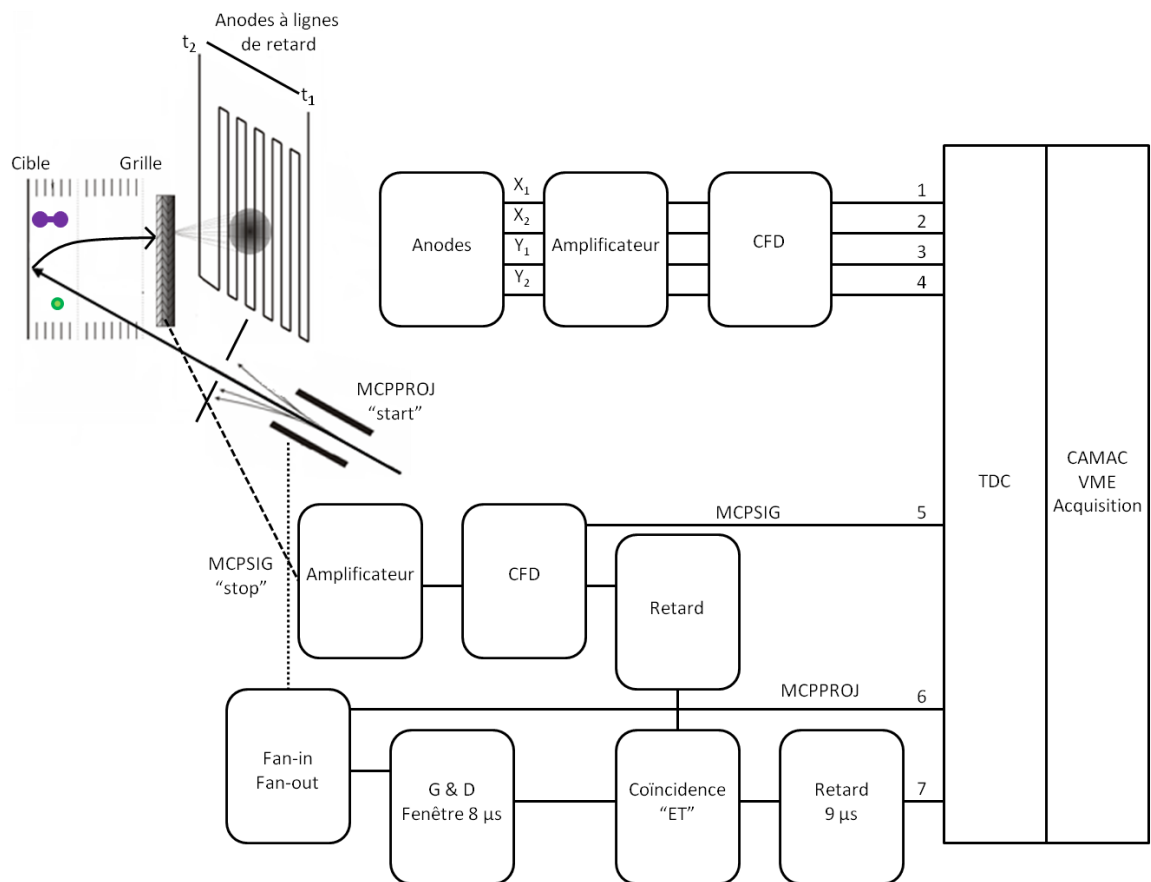 Anodes à lignes
de retard
t2
t1
Cible
Grille
X1
X2
Y1
Y2
Anodes
Amplificateur
CFD
1
2
3
4
MCPPROJ
“start”
TDC
CAMAC
VME
Acquisition
MCPSIG
5
MCPSIG
“stop”
Amplificateur
CFD
Retard
MCPPROJ
6
Fan-in
Fan-out
G & D
Fenêtre 8 µs
Coïncidence
“ET”
Retard
9 µs
7